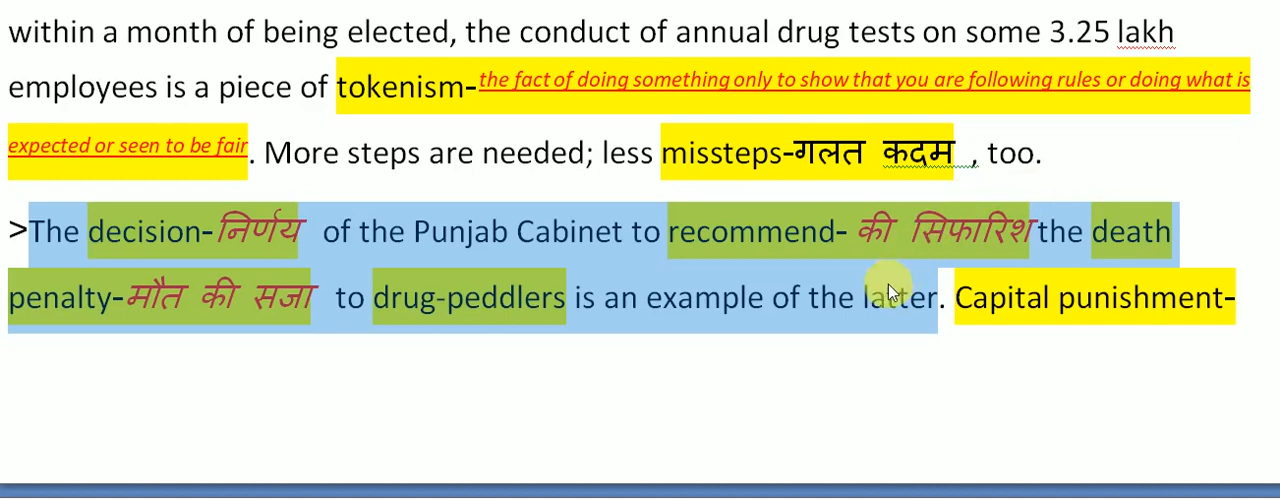 within a month of being elected, the conduct of annual drug tests on some 3.25 lakh
employees is a piece of tokenism-the fact of doing something only to show that you are following rules or doing what is
expected or seen to be fair. More steps are needed; less missteps-गलत कदम , too.
>The decision-निर्णय of the Punjab Cabinet to recommend- की सिफारिश the death
penalty-मौत की सजा to drug-peddlers is an example of the latter. Capital punishment-